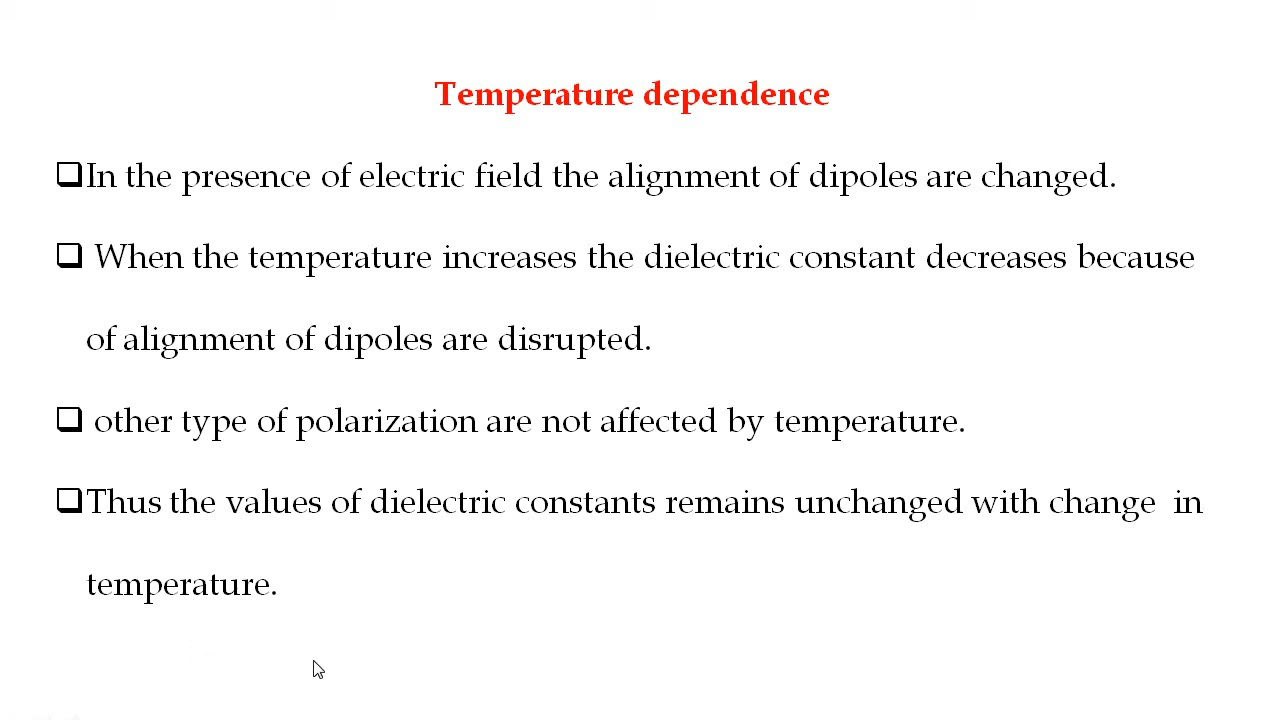 Temperature dependence
❑In the presence of electric field the alignment of dipoles are changed.
❑ When the temperature increases the dielectric constant decreases because
of alignment of dipoles are disrupted.
❑ other type of polarization are not affected by temperature.
❑Thus the values of dielectric constants remains unchanged with change  in
temperature.